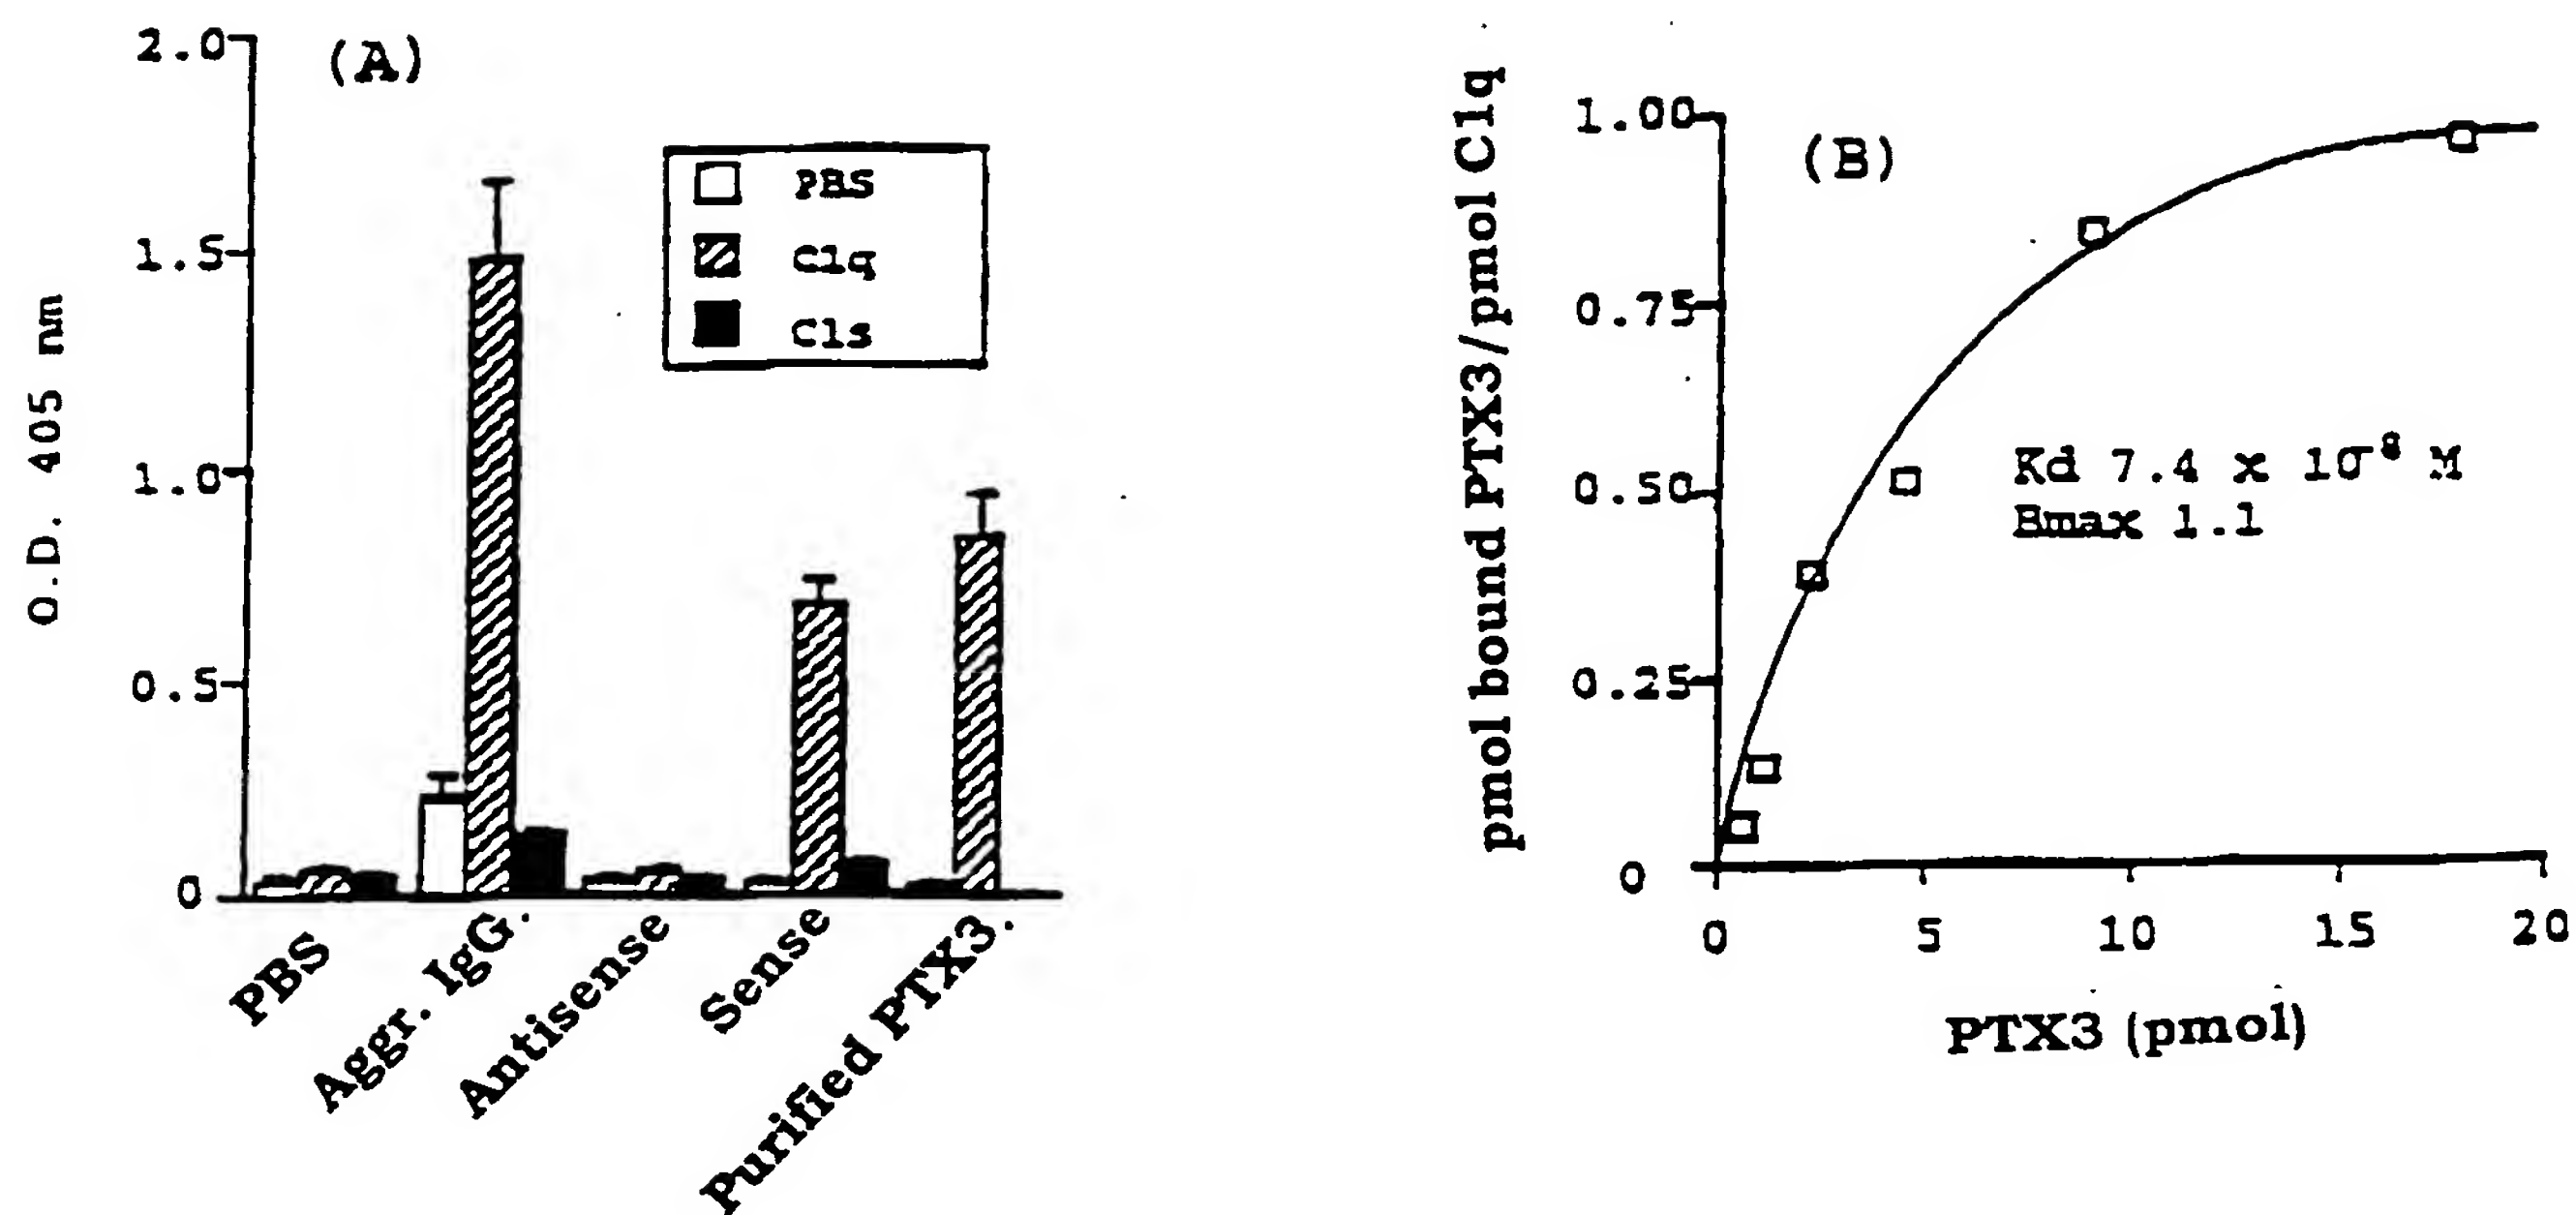 (A)
2.0
1.5
1.0
0.5
0
O.D. 405 nm
PBS
C1q
C1s
PBS
Aggr. IgG.
Antisense
Sense
Purified PTX3.
(B)
1.00
0.75
0.50
0.25
0
pmol bound PTX3/pmol C1q
Kd 7.4 x 10⁻⁸ M
Bmax 1.1
0 5 10 15 20
PTX3 (pmol)